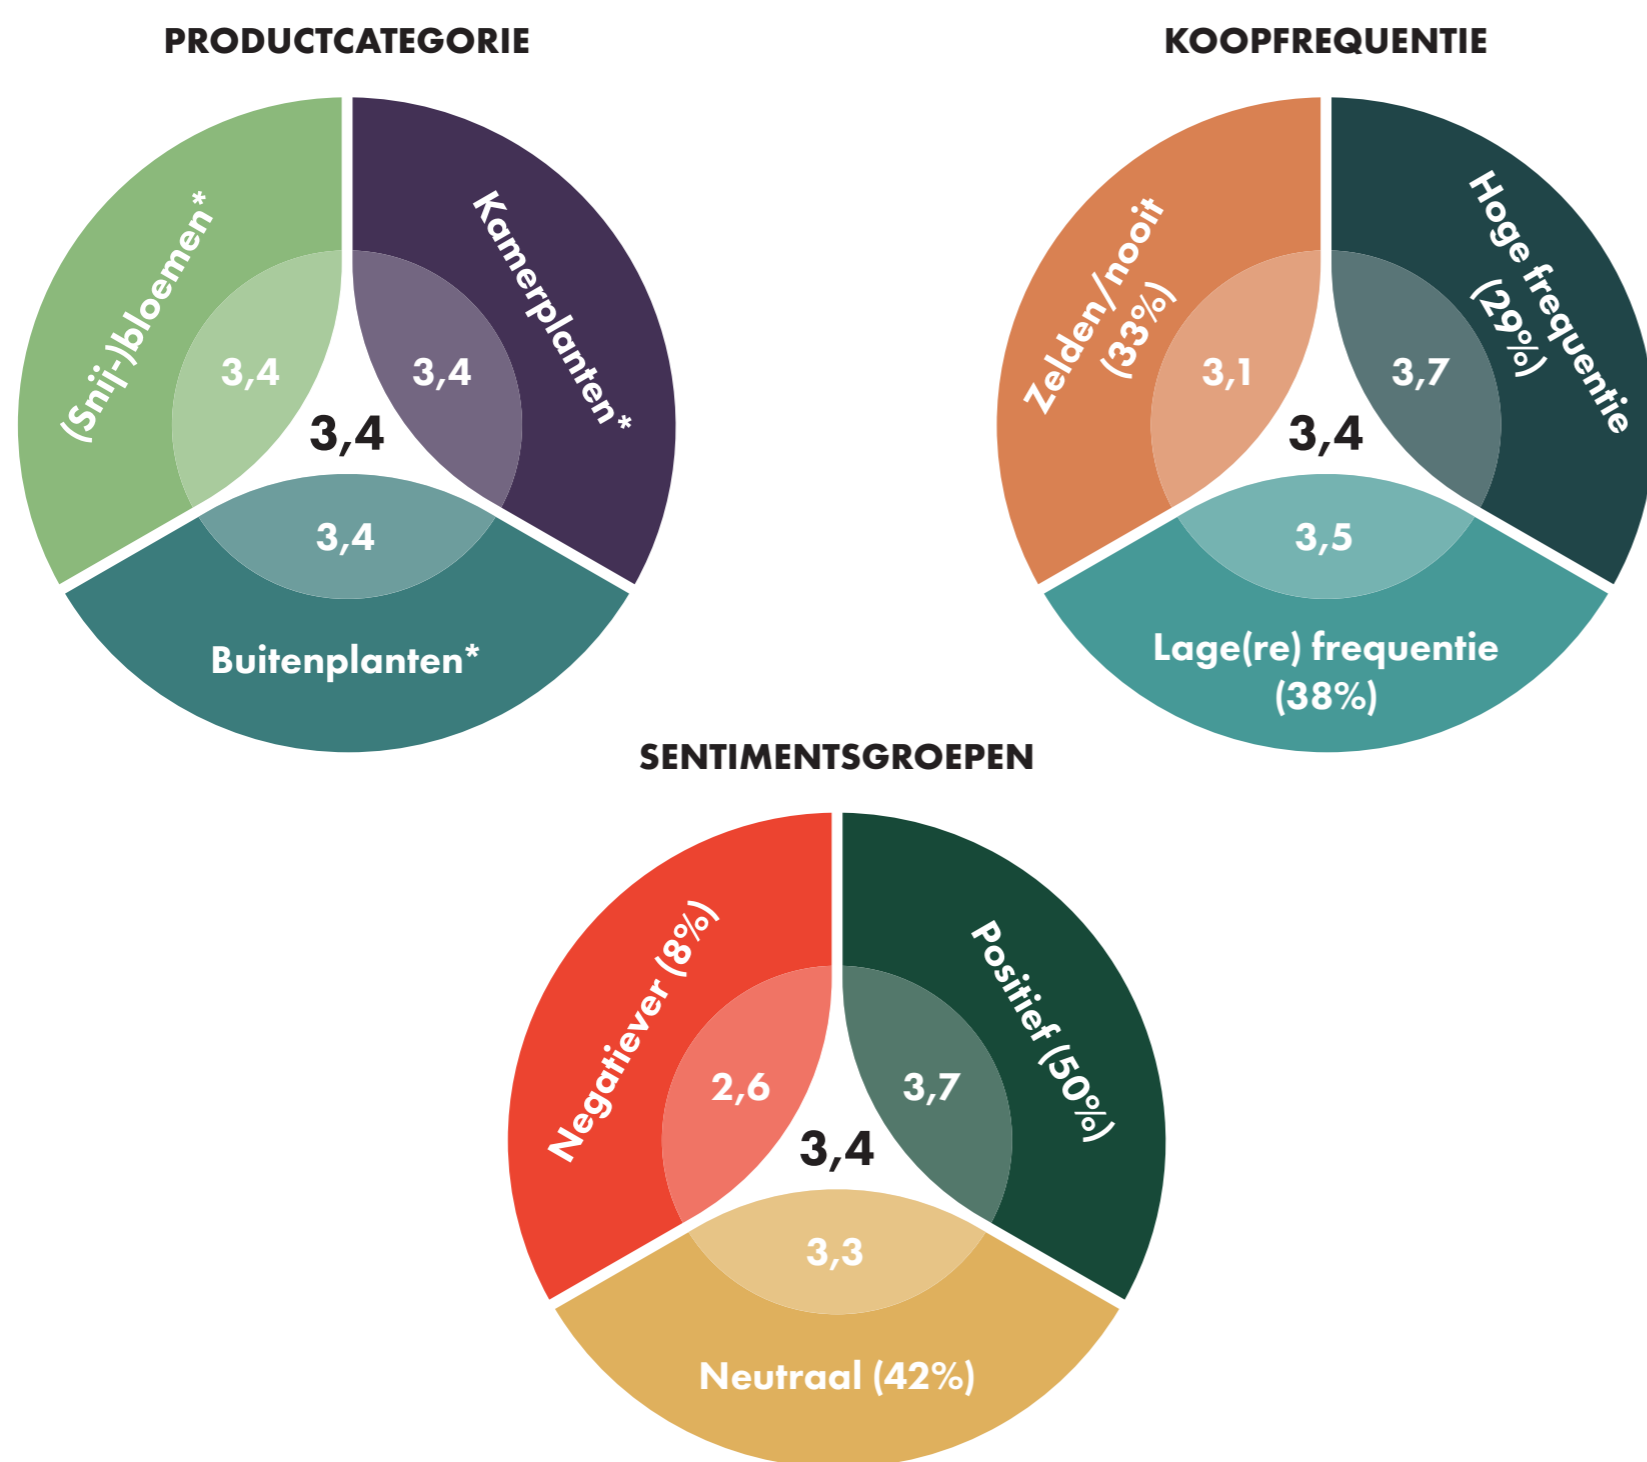 PRODUCTCATEGORIE
(Snij-)bloemen*
3,4
Kamerplanten*
3,4
3,4
3,4
Buitenplanten*
KOOPFREQUENTIE
Zelden/nooit
(33%)
3,1
Hoge frequentie
(29%)
3,7
3,4
3,5
Lage(re) frequentie
(38%)
SENTIMENTSGROEPEN
Negatiever (8%)
2,6
Positief (50%)
3,7
3,4
3,3
Neutraal (42%)